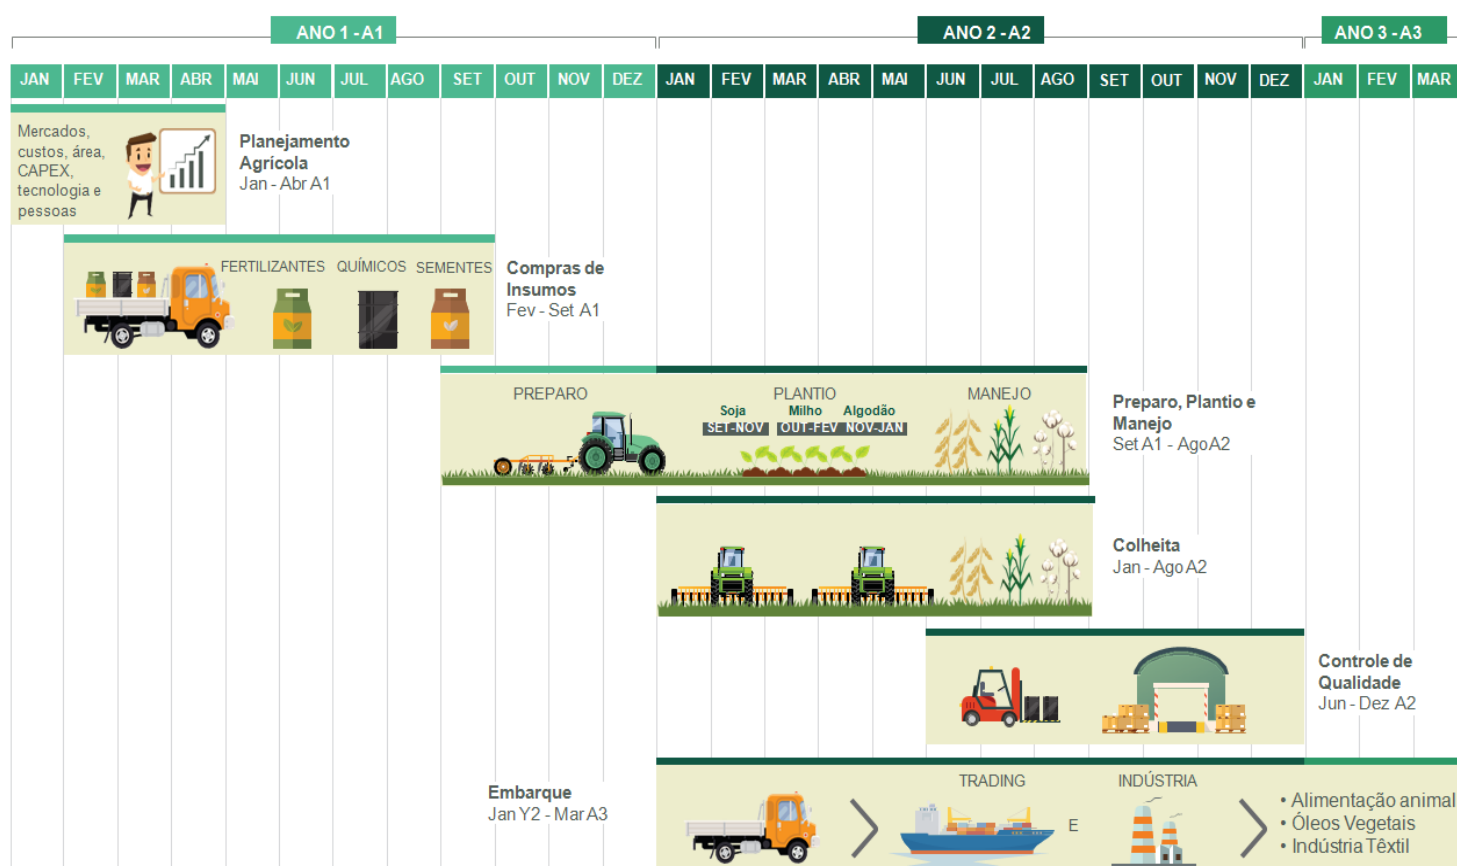 ANO 1 - A1
ANO 2 - A2
ANO 3 - A3
JAN FEV MAR ABR MAI JUN JUL AGO SET OUT NOV DEZ JAN FEV MAR ABR MAI JUN JUL AGO SET OUT NOV DEZ JAN FEV MAR
Mercados,
custos, área,
CAPEX,
tecnologia e
pessoas
Planejamento
Agrícola
Jan - Abr A1
FERTILIZANTES QUÍMICOS SEMENTES
Compras de
Insumos
Fev - Set A1
PREPARO PLANTIO MANEJO
Soja Milho Algodão
SET-NOV OUT-FEV NOV-JAN
Preparo, Plantio e
Manejo
Set A1 - Ago A2
Colheita
Jan - Ago A2
Controle de
Qualidade
Jun - Dez A2
Embarque
Jan Y2 - Mar A3
TRADING
E
INDÚSTRIA
• Alimentação animal
• Óleos Vegetais
• Indústria Têxtil